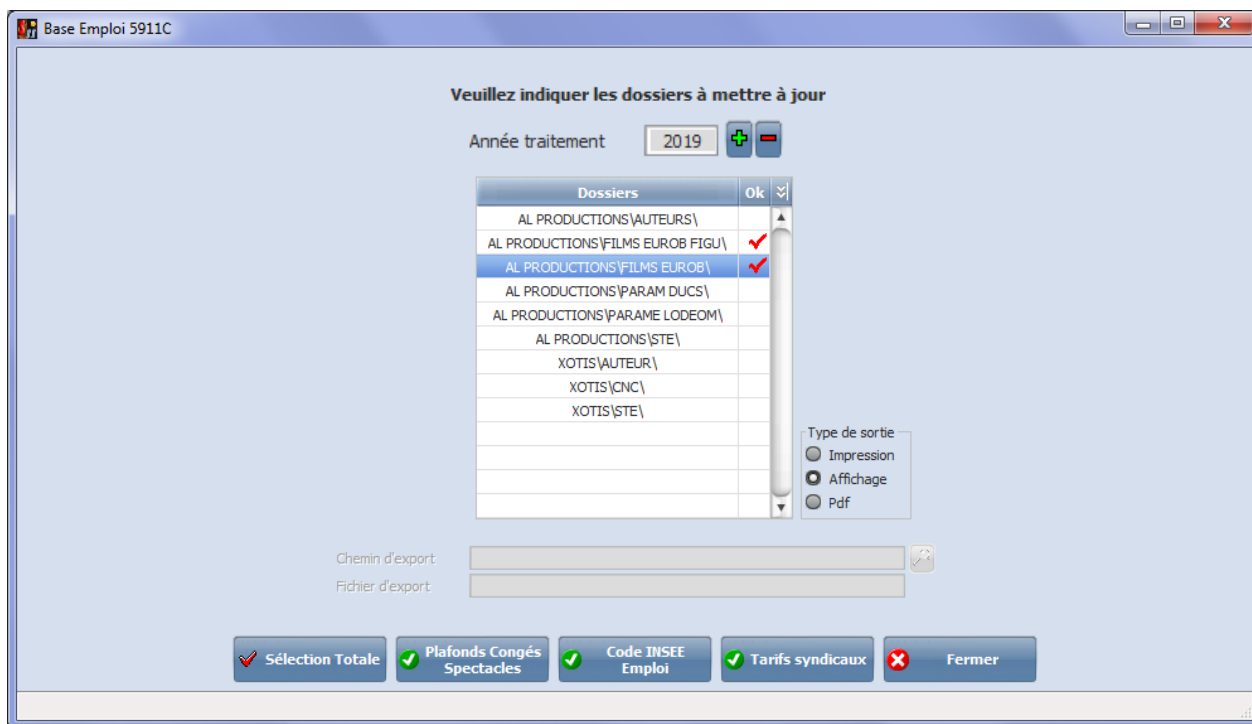 Base Emploi 5911C
Veuillez indiquer les dossiers à mettre à jour
Année traitement 2019
Dossiers Ok
AL PRODUCTIONS\AUTEURS\
AL PRODUCTIONS\FILMS EUROB FIGU\
AL PRODUCTIONS\FILMS EUROB\
AL PRODUCTIONS\PARAM DUCS\
AL PRODUCTIONS\PARAME LODEOM\
AL PRODUCTIONS\STE\
XOTIS\AUTEUR\
XOTIS\CNC\
XOTIS\STE\
Type de sortie
Impression
Affichage
Pdf
Chemin d'export
Fichier d'export
Sélection Totale
Plafonds Congés
Spectacles
Code INSEE
Emploi
Tarifs syndicaux
Fermer